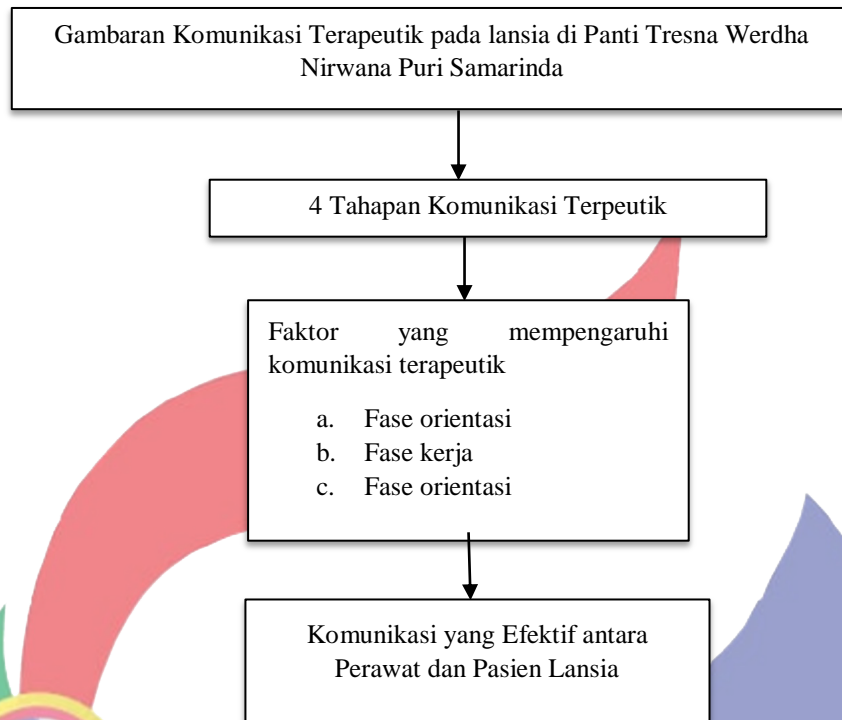 Gambaran Komunikasi Terapeutik pada lansia di Panti Tresna Werdha
Nirwana Puri Samarinda
4 Tahapan Komunikasi Terpeutik
Faktor yang mempengaruhi
komunikasi terapeutik
a. Fase orientasi
b. Fase kerja
c. Fase orientasi
Komunikasi yang Efektif antara
Perawat dan Pasien Lansia